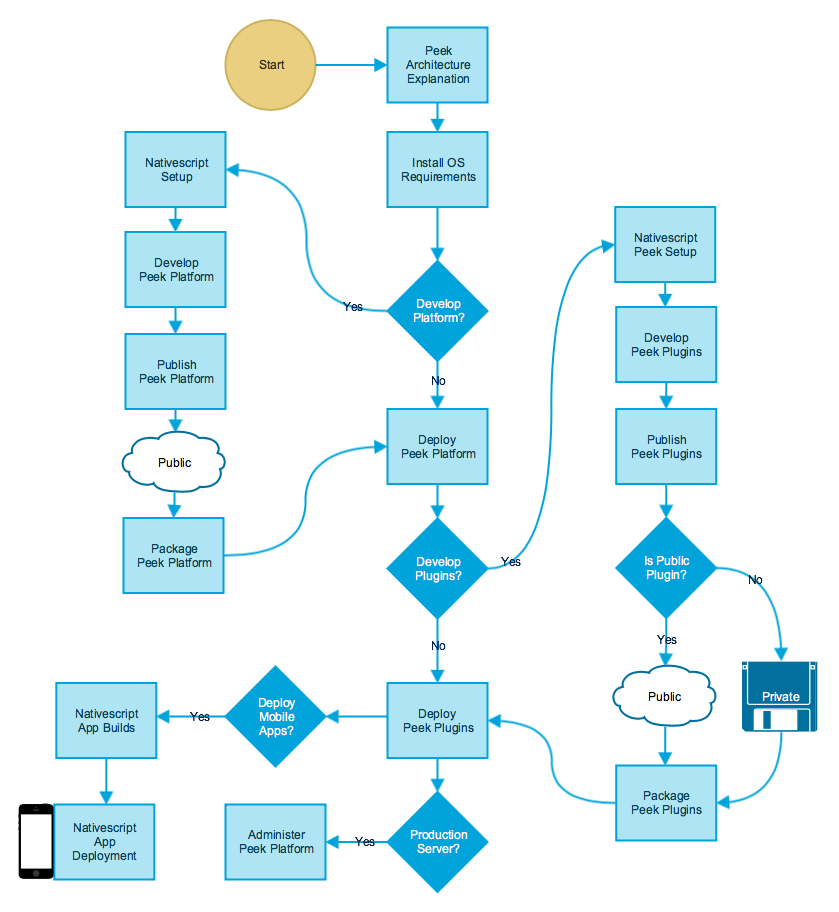 Start
Peek
Architecture
Explanation
Install OS
Requirements
Develop
Platform?
Yes
No
Nativescript
Setup
Develop
Peek Platform
Publish
Peek Platform
Public
Package
Peek Platform
Deploy
Peek Platform
Develop
Plugins?
Yes
No
Nativescript
Peek Setup
Develop
Peek Plugins
Publish
Peek Plugins
Is Public
Plugin?
No
Yes
Public
Private
Package
Peek Plugins
Deploy
Peek Plugins
Deploy
Mobile
Apps?
Yes
Nativescript
App Builds
Nativescript
App
Deployment
Production
Server?
Yes
Administer
Peek Platform